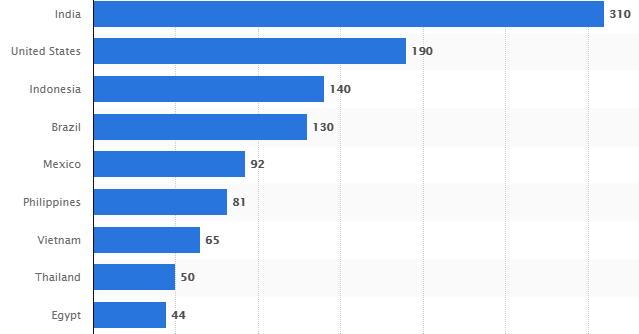 India 310
United States 190
Indonesia 140
Brazil 130
Mexico 92
Philippines 81
Vietnam 65
Thailand 50
Egypt 44